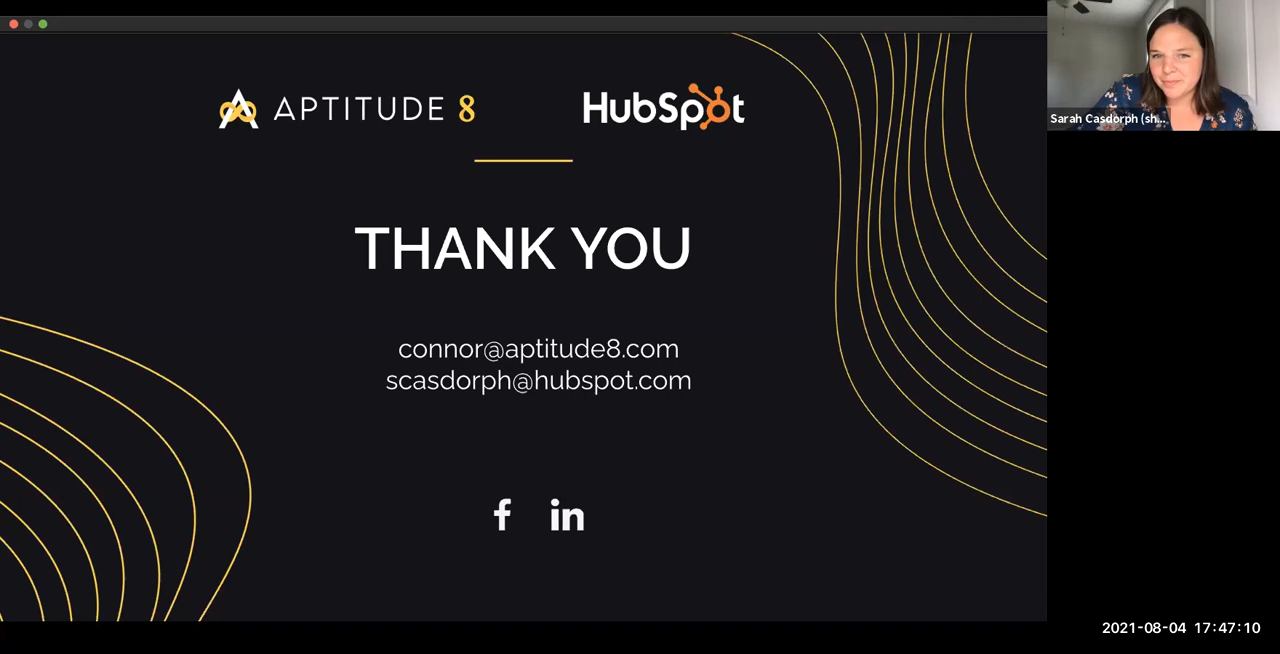 APTITUDE 8
HubSpot
Sarah Casdorph (sh...
THANK YOU
connor@aptitude8.com
scasdorph@hubspot.com
f in
2021-08-04 17:47:10